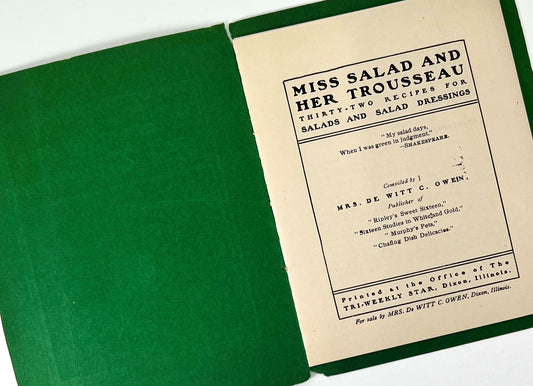 MISS SALAD AND
HER TROUSSEAU
THIRTY-TWO RECIPES FOR
SALADS AND SALAD DRESSINGS
"My salad days,
When I was green in judgment."
—SHAKESPEARE.
Compiled by
MRS. DE WITT C. OWEN,
Publisher of
"Ripley's Sweet Sixteen,"
"Sixteen Studies in White and Gold,"
"Murphy's Pets,"
"Chafing Dish Delicacies."
Printed at the Office of The
TRI-WEEKLY STAR, Dixon, Illinois.
For sale by MRS. De WITT C. OWEN, Dixon, Illinois.